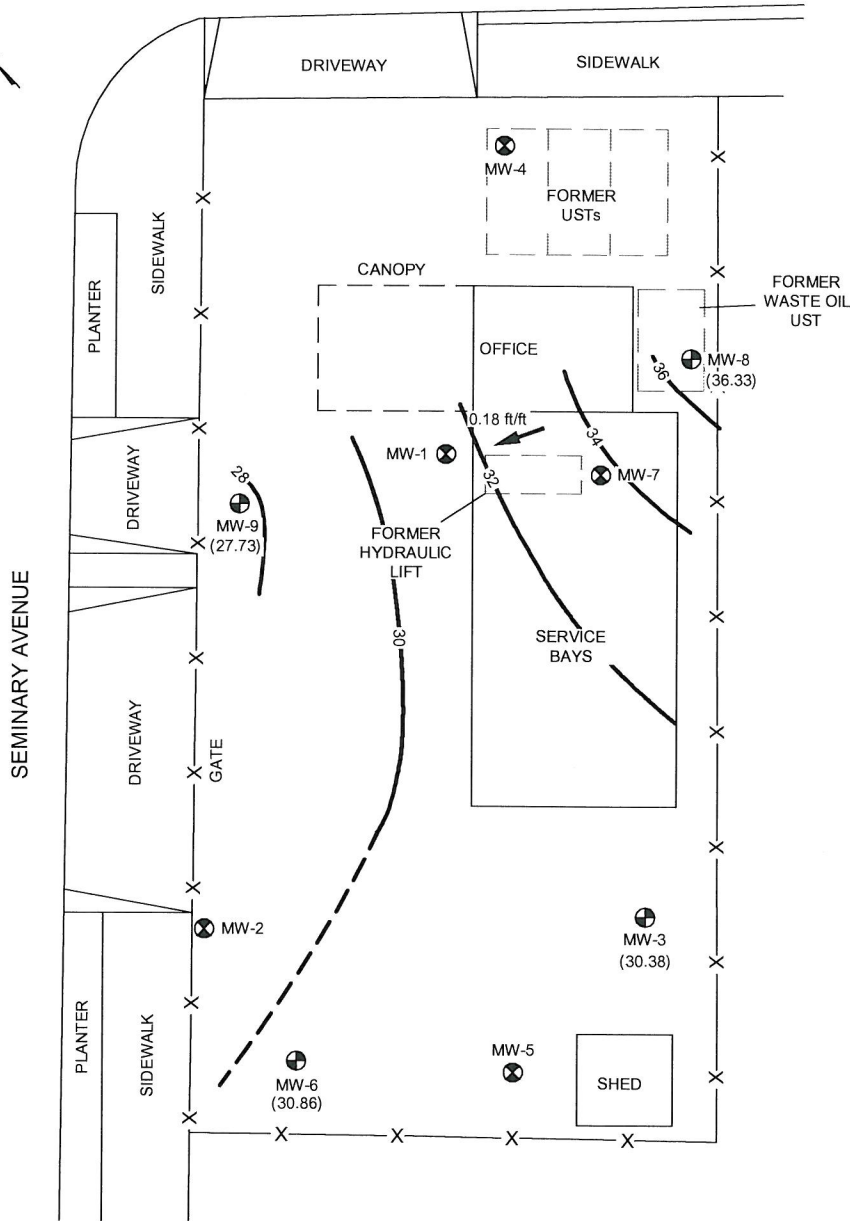 DRIVEWAY
SIDEWALK
MW-4
FORMER
USTs
SIDEWALK
PLANTER
CANOPY
FORMER
WASTE OIL
UST
OFFICE
MW-8
(36.33)
36
0.18 ft/ft
34
MW-1
32
MW-7
DRIVEWAY
28
MW-9
(27.73)
FORMER
HYDRAULIC
LIFT
SEMINARY AVENUE
30
SERVICE
BAYS
DRIVEWAY
GATE
MW-2
MW-3
(30.38)
PLANTER
SIDEWALK
MW-5
MW-6
(30.86)
SHED